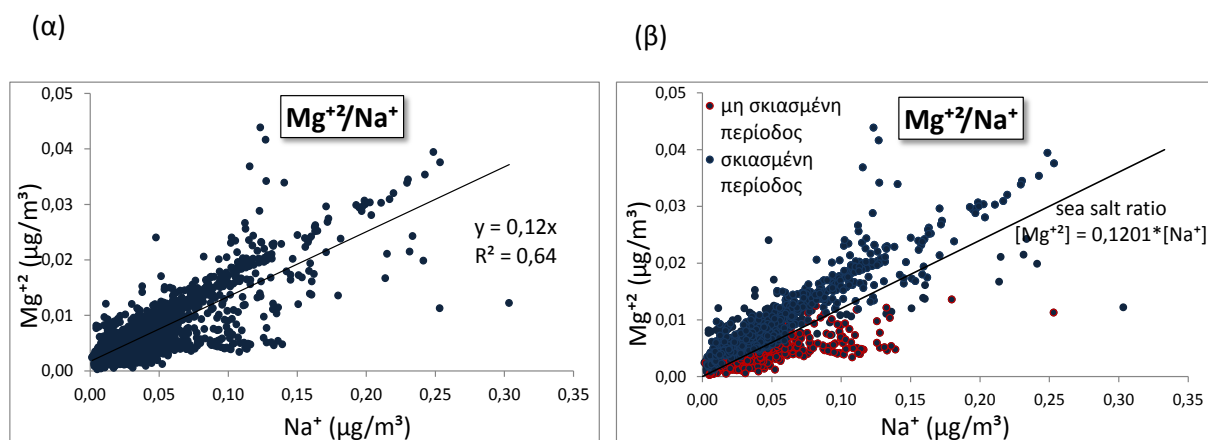 (α)
0,05
0,04
0,03
0,02
0,01
0,00
0,00 0,05 0,10 0,15 0,20 0,25 0,30 0,35
Mg⁺² (μg/m³)
Na⁺ (μg/m³)
Mg⁺²/Na⁺
y = 0,12x
R² = 0,64
(β)
0,05
0,04
0,03
0,02
0,01
0,00
0,00 0,05 0,10 0,15 0,20 0,25 0,30 0,35
Mg⁺² (μg/m³)
Na⁺ (μg/m³)
μη σκιασμένη
περίοδος
σκιασμένη
περίοδος
Mg⁺²/Na⁺
sea salt ratio
[Mg⁺²] = 0,1201*[Na⁺]